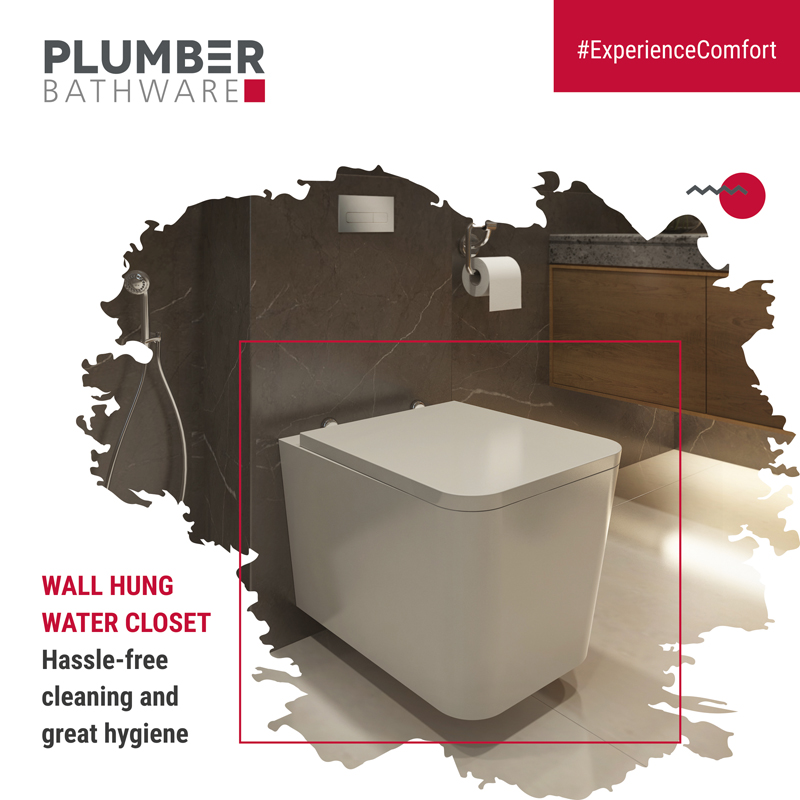 PLUMBER
BATHWARE
#ExperienceComfort
WALL HUNG
WATER CLOSET
Hassle-free
cleaning and
great hygiene